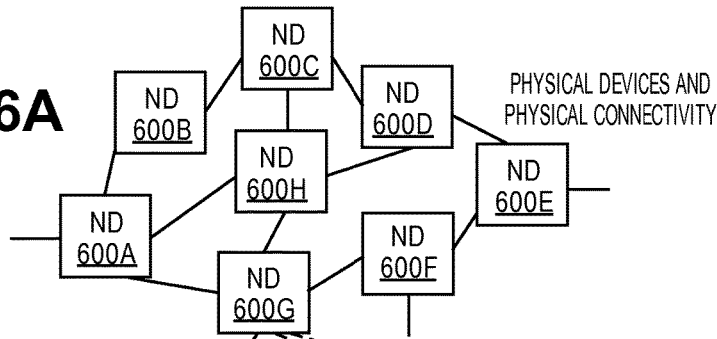 6A
ND
600C
ND
600B
ND
600D
PHYSICAL DEVICES AND
PHYSICAL CONNECTIVITY
ND
600H
ND
600E
ND
600A
ND
600F
ND
600G